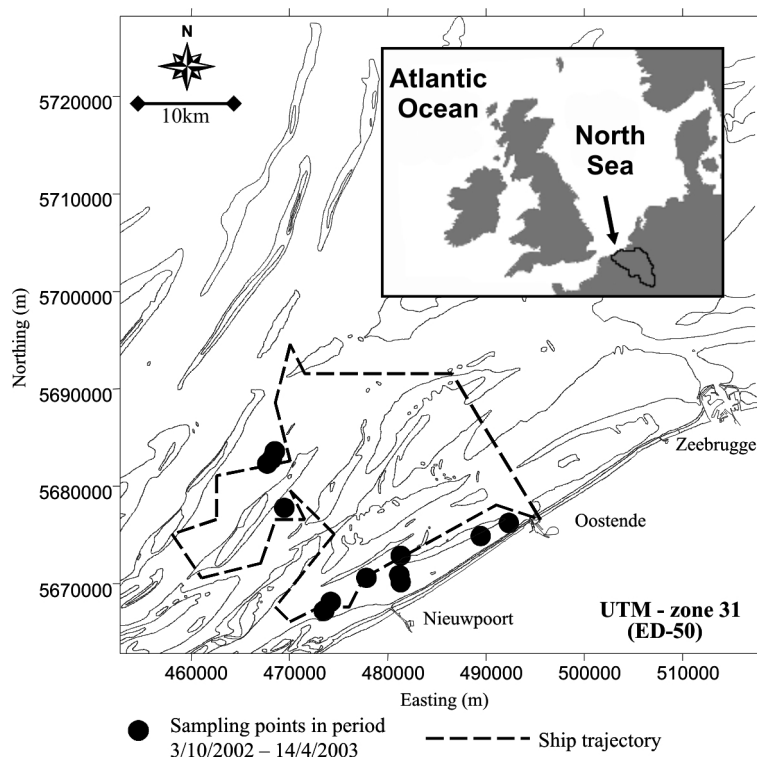 N
10km
Atlantic
Ocean
North
Sea
5720000
5710000
5700000
5690000
5680000
5670000
Northing (m)
Zeebrugge
Oostende
Nieuwpoort
UTM - zone 31
(ED-50)
460000 470000 480000 490000 500000 510000
Easting (m)
Sampling points in period
3/10/2002 – 14/4/2003
Ship trajectory